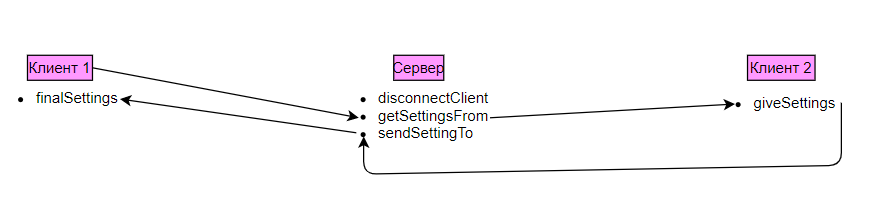 Клиент 1
finalSettings
Сервер
disconnectClient
getSettingsFrom
sendSettingTo
Клиент 2
giveSettings